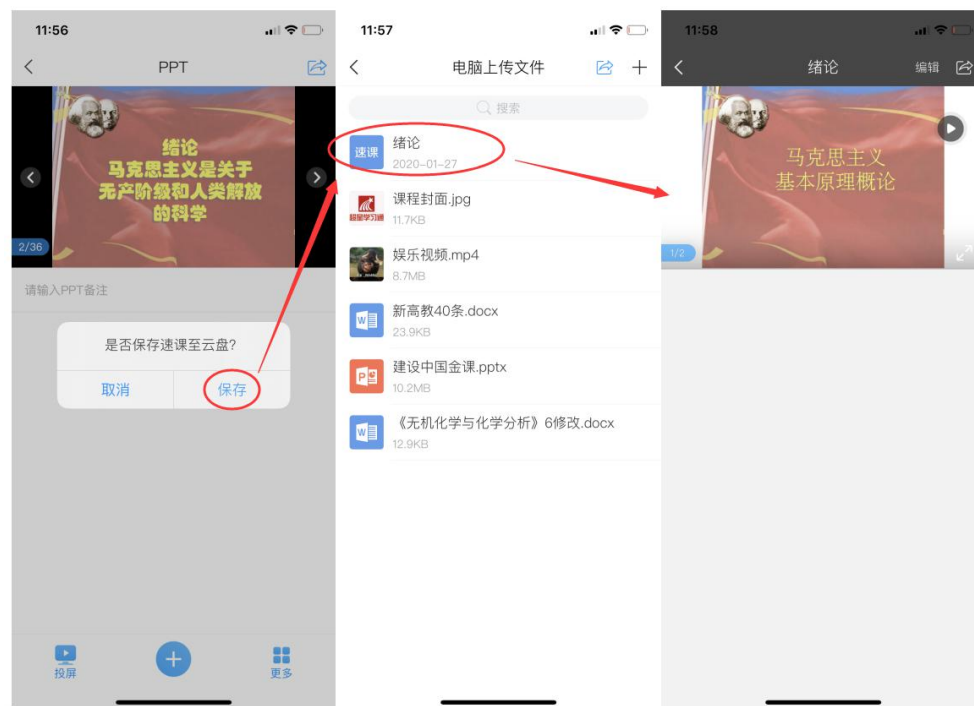 11:56
PPT
绪论
马克思主义是关于
无产阶级和人类解放
的科学
2/36
请输入PPT备注
是否保存速课至云盘?
取消
保存
投屏
更多
11:57
电脑上传文件
搜索
速课
绪论
2020-01-27
课程封面.jpg
超星学习通
11.7KB
娱乐视频.mp4
8.7MB
新高教40条.docx
23.9KB
建设中国金课.pptx
10.2MB
《无机化学与化学分析》6修改.docx
12.9KB
11:58
绪论
编辑
马克思主义
基本原理概论
1/2